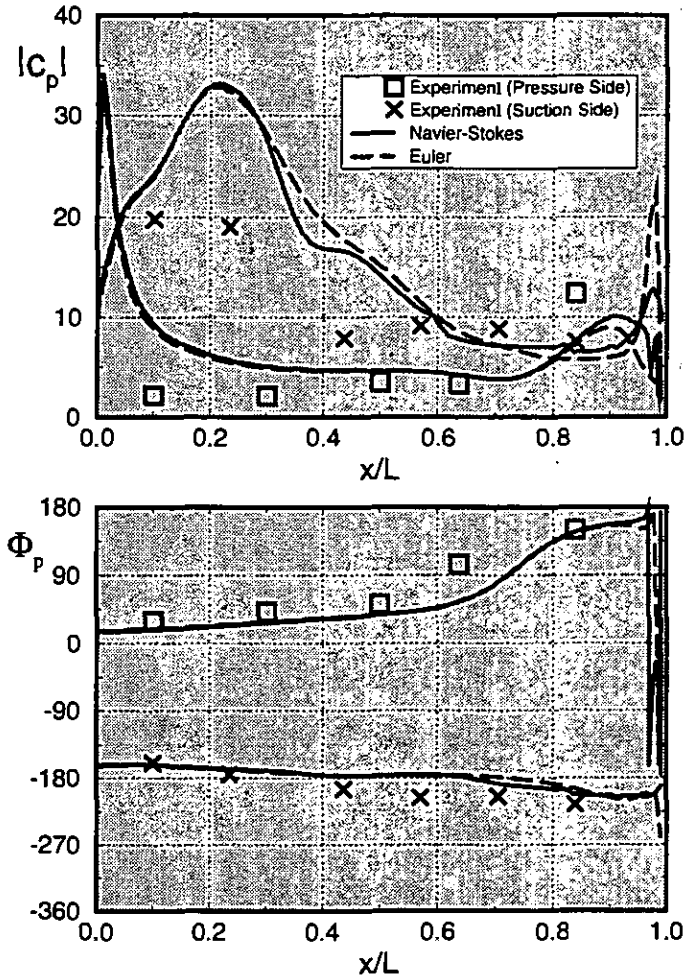 40
|c_p|
30
20
10
0
□ Experiment (Pressure Side)
× Experiment (Suction Side)
Navier-Stokes
Euler
0.0 0.2 0.4 0.6 0.8 1.0
x/L
180
Φ_p
90
0
-90
-180
-270
-360
0.0 0.2 0.4 0.6 0.8 1.0
x/L